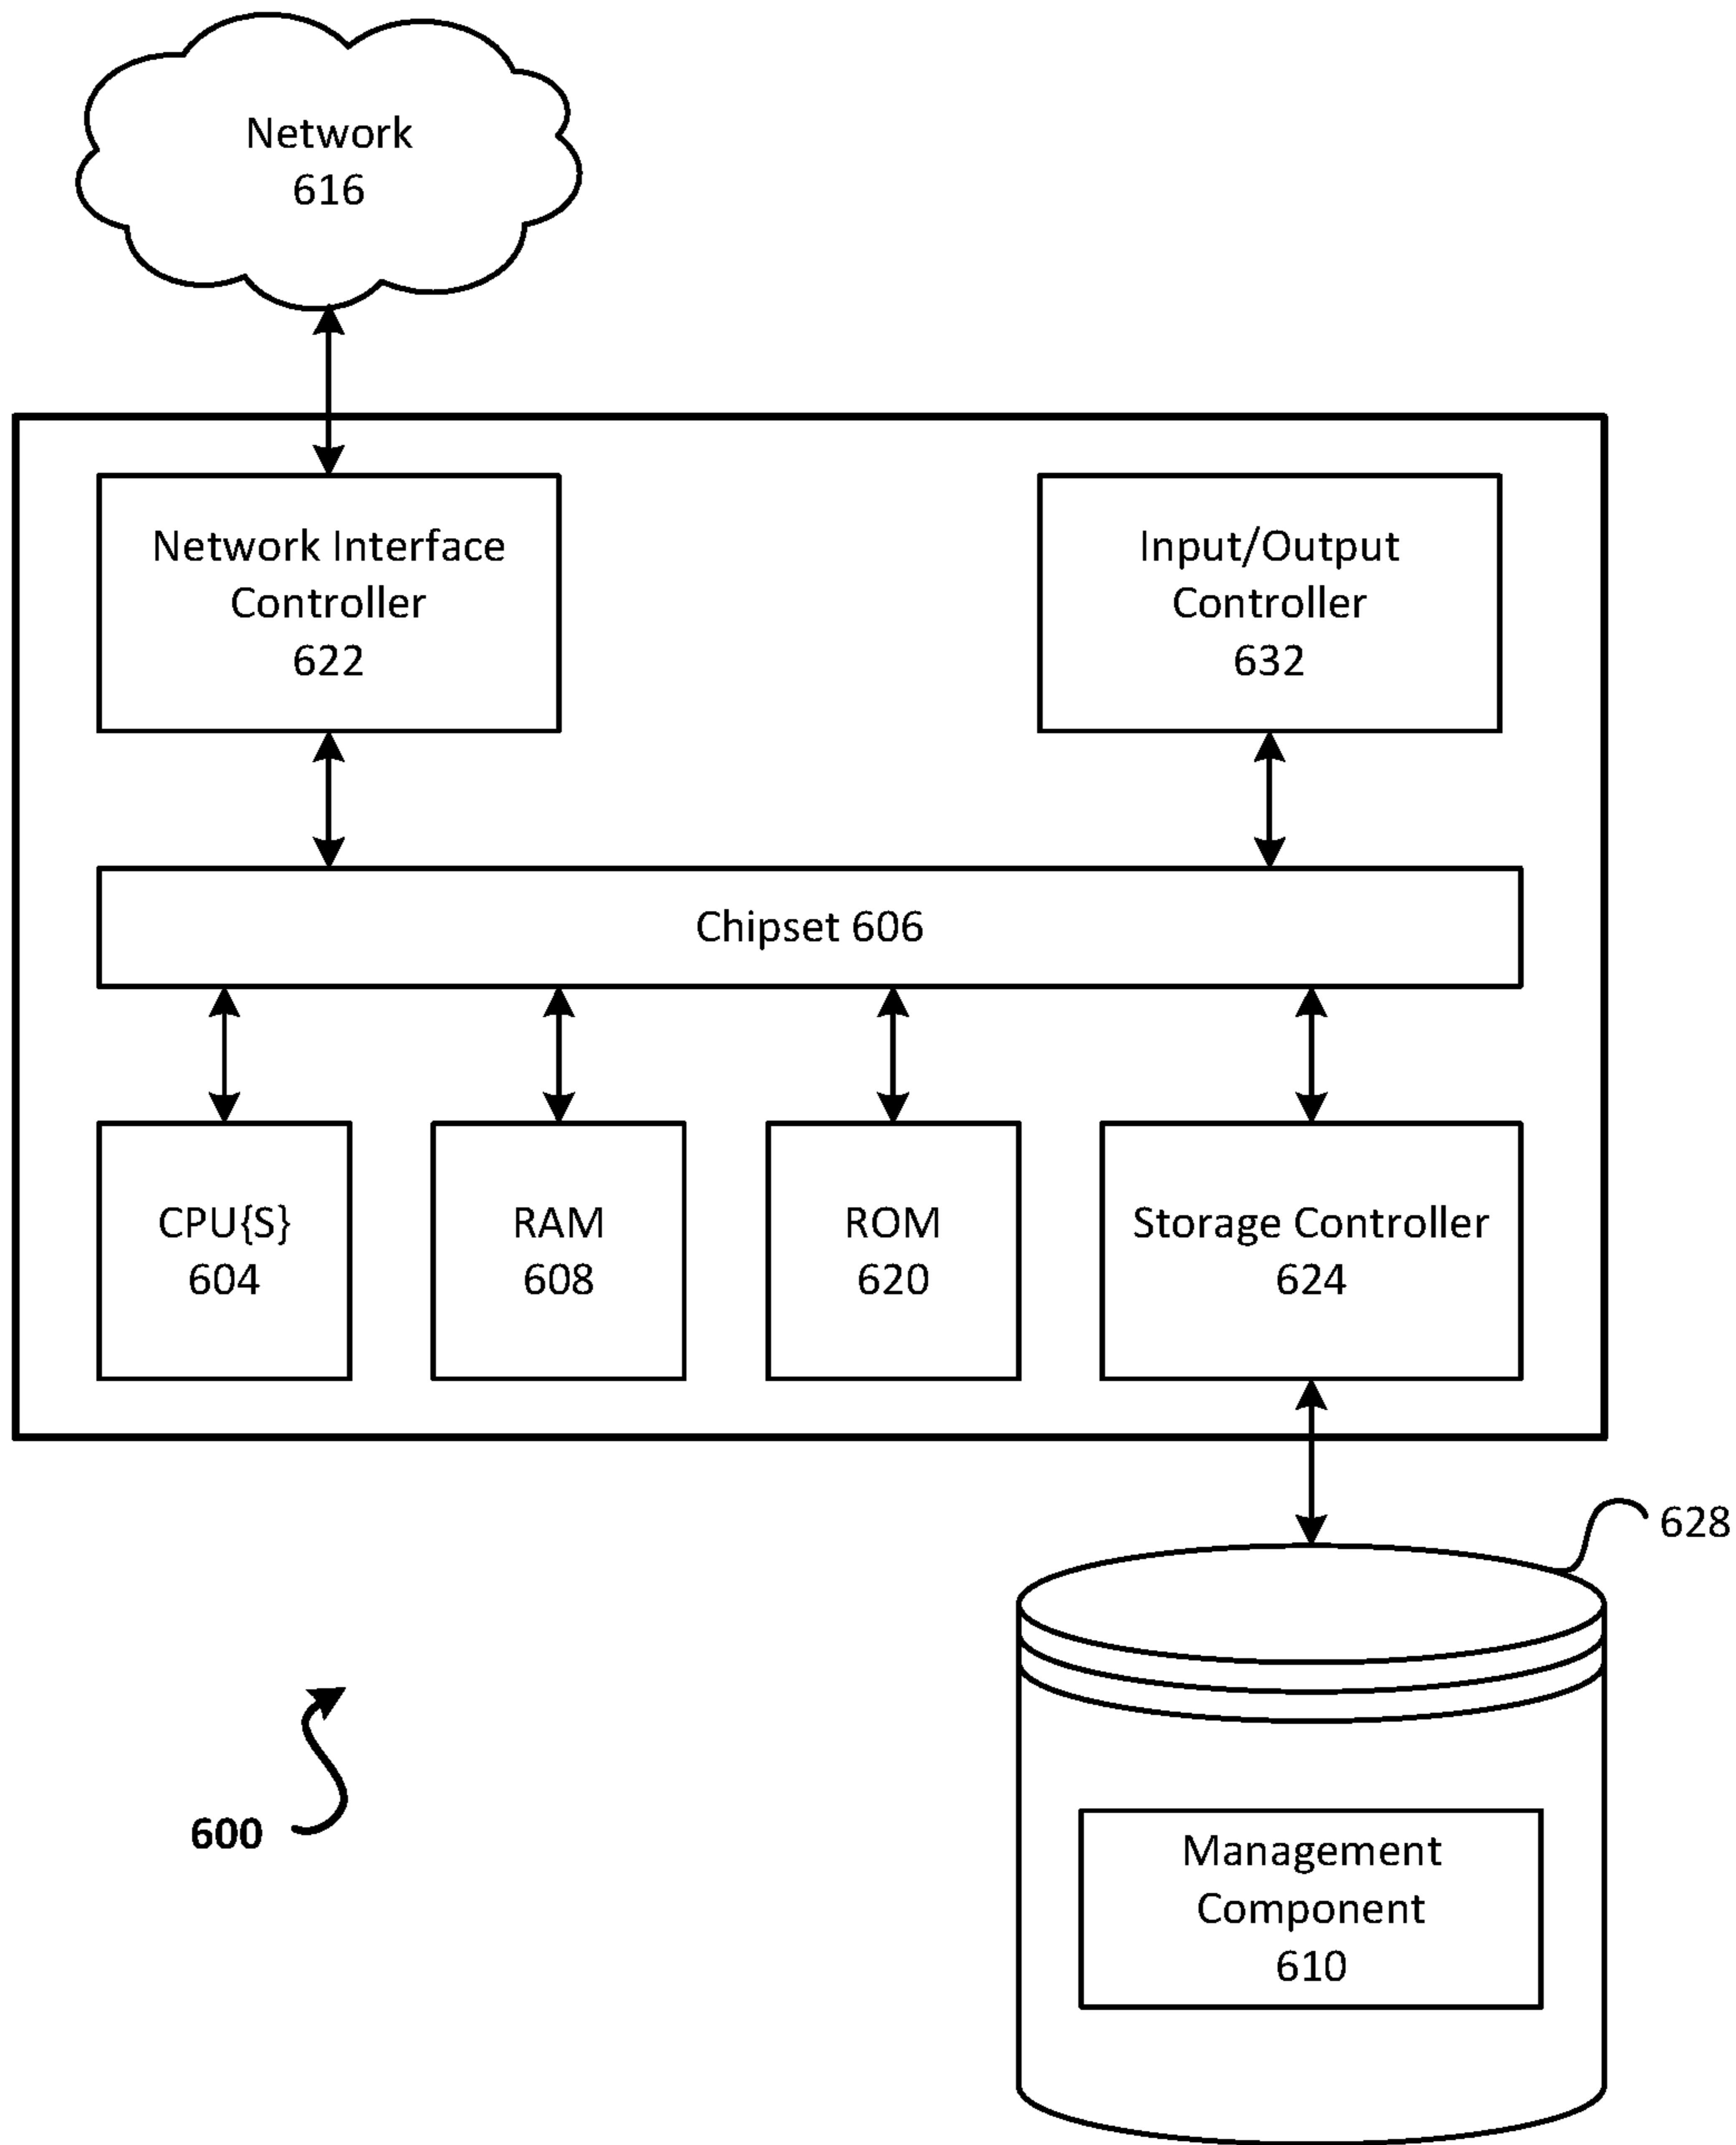 Network
616
Network Interface
Controller
622
Input/Output
Controller
632
Chipset 606
CPU{S}
604
RAM
608
ROM
620
Storage Controller
624
628
600
Management
Component
610